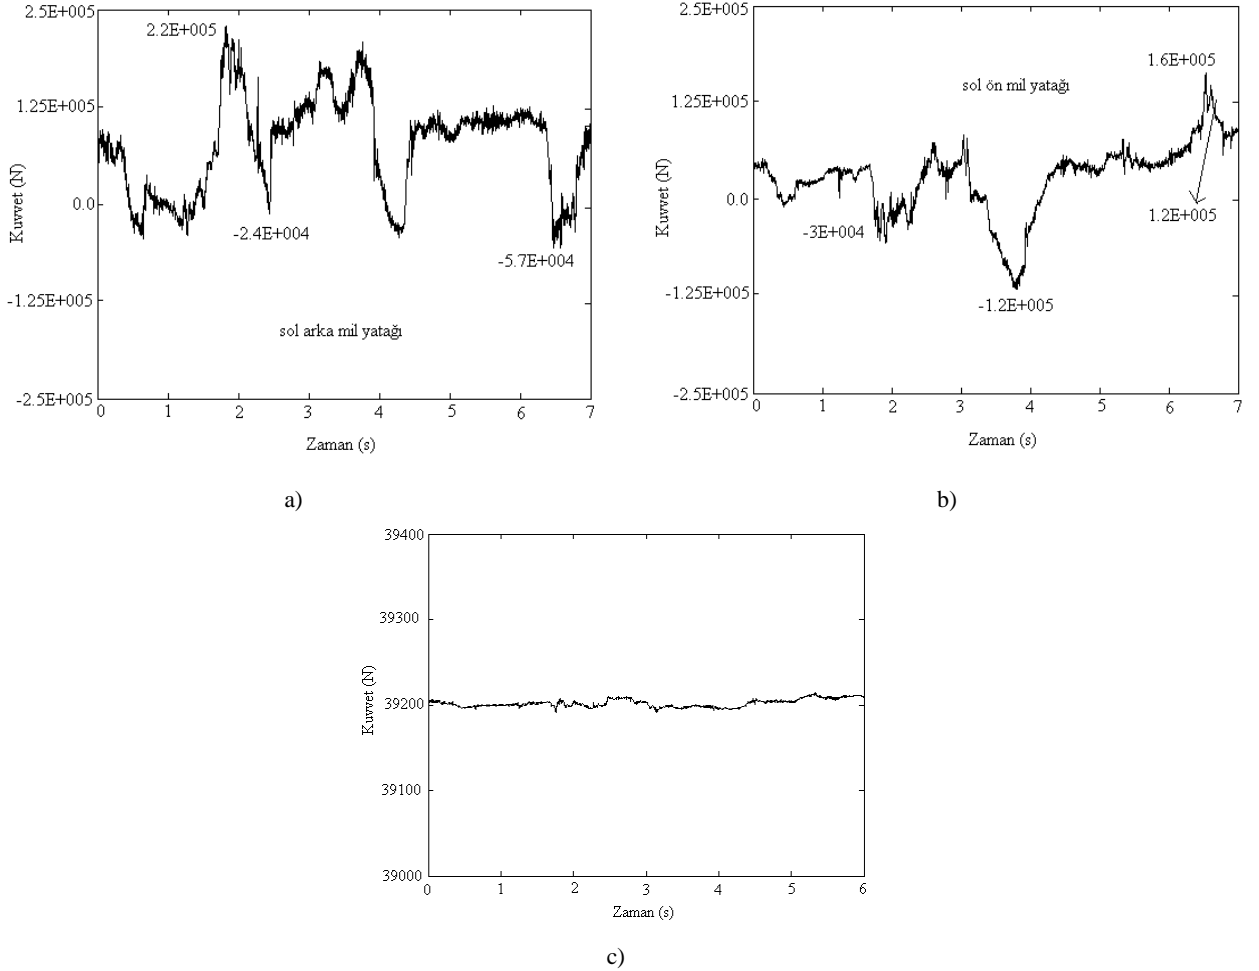 2.5E+005
2.2E+005
1.25E+005
Kuvvet (N)
0.0
-2.4E+004
-5.7E+004
-1.25E+005
sol arka mil yatağı
-2.5E+005
0 1 2 3 4 5 6 7
Zaman (s)
a)
2.5E+005
1.6E+005
sol ön mil yatağı
1.25E+005
Kuvvet (N)
0.0
1.2E+005
-3E+004
-1.25E+005
-1.2E+005
-2.5E+005
0 1 2 3 4 5 6 7
Zaman (s)
b)
39400
39300
Kuvvet (N)
39200
39100
39000
0 1 2 3 4 5 6
Zaman (s)
c)